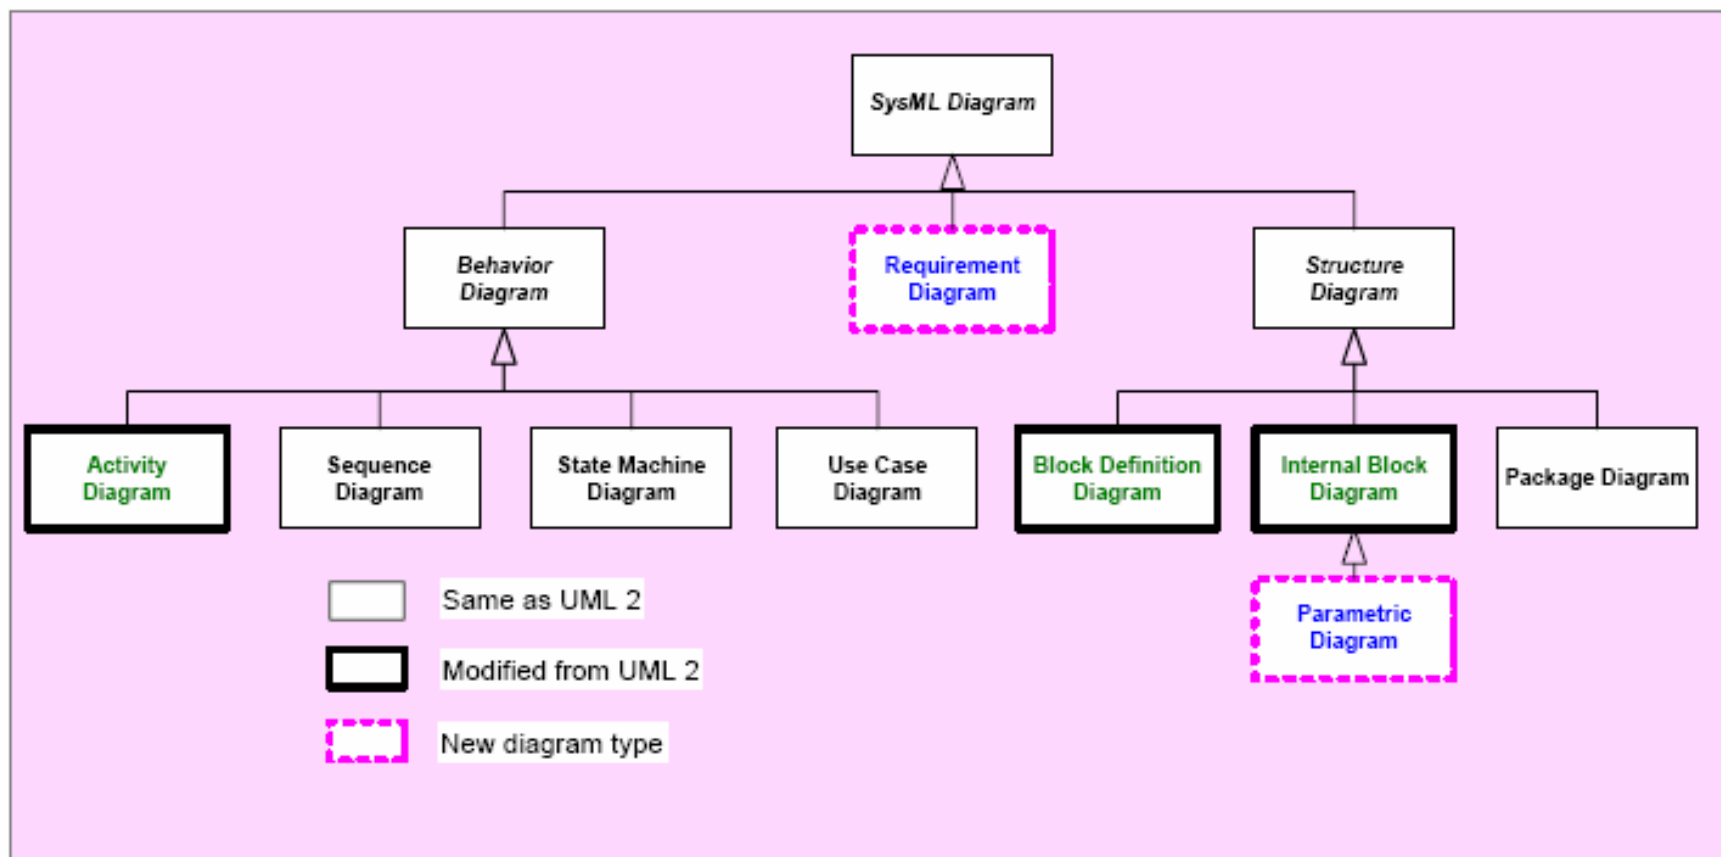 SysML Diagram
Behavior
Diagram
Requirement
Diagram
Structure
Diagram
Activity
Diagram
Sequence
Diagram
State Machine
Diagram
Use Case
Diagram
Block Definition
Diagram
Internal Block
Diagram
Package Diagram
Parametric
Diagram
Same as UML 2
Modified from UML 2
New diagram type